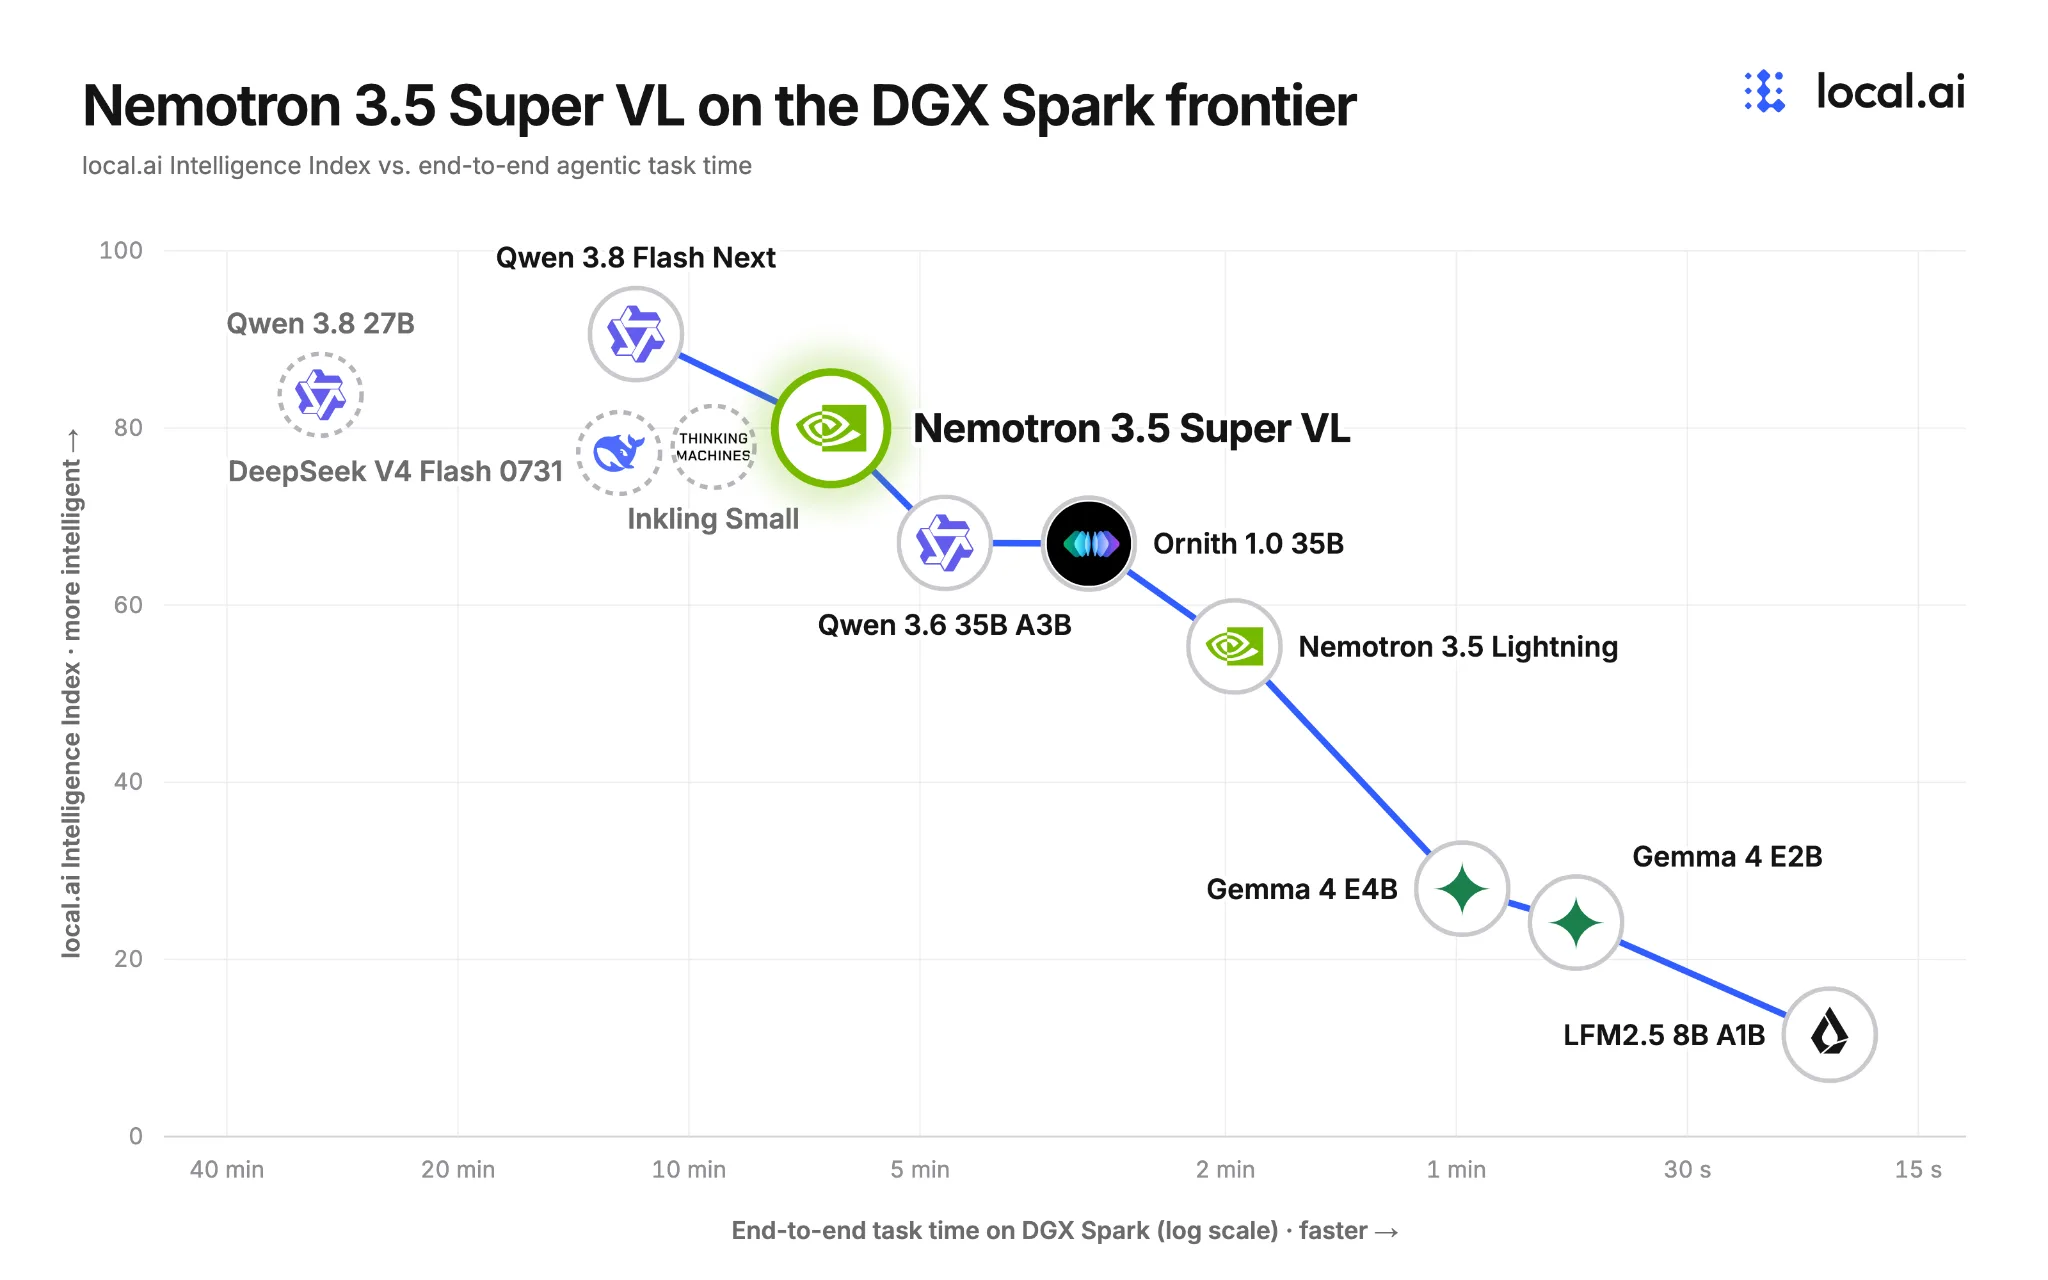 Nemotron 3.5 Super VL on the DGX Spark frontier
local.ai
local.ai Intelligence Index vs. end-to-end agentic task time
100
80
60
40
20
0
local.ai Intelligence Index · more intelligent →
Qwen 3.8 Flash Next
Qwen 3.8 27B
DeepSeek V4 Flash 0731
THINKING
MACHINES
Inkling Small
Nemotron 3.5 Super VL
Qwen 3.6 35B A3B
Ornith 1.0 35B
Nemotron 3.5 Lightning
Gemma 4 E4B
Gemma 4 E2B
LFM2.5 8B A1B
40 min
20 min
10 min
5 min
2 min
1 min
30 s
15 s
End-to-end task time on DGX Spark (log scale) · faster →